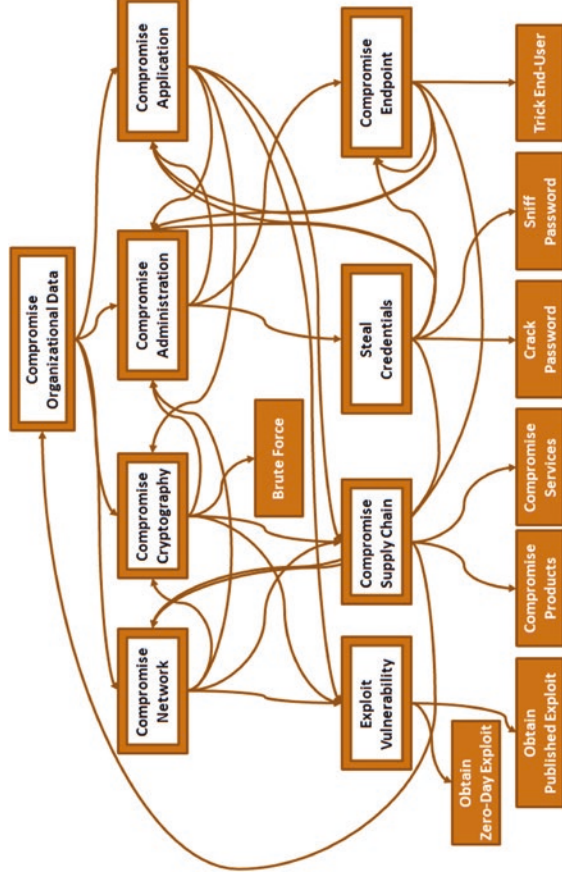 Compromise
Organizational Data
Compromise
Network
Compromise
Cryptography
Compromise
Administration
Compromise
Application
Brute Force
Exploit
Vulnerability
Compromise
Supply Chain
Steal
Credentials
Compromise
Endpoint
Obtain
Zero-Day Exploit
Obtain
Published Exploit
Compromise
Products
Compromise
Services
Crack
Password
Sniff
Password
Trick End-User